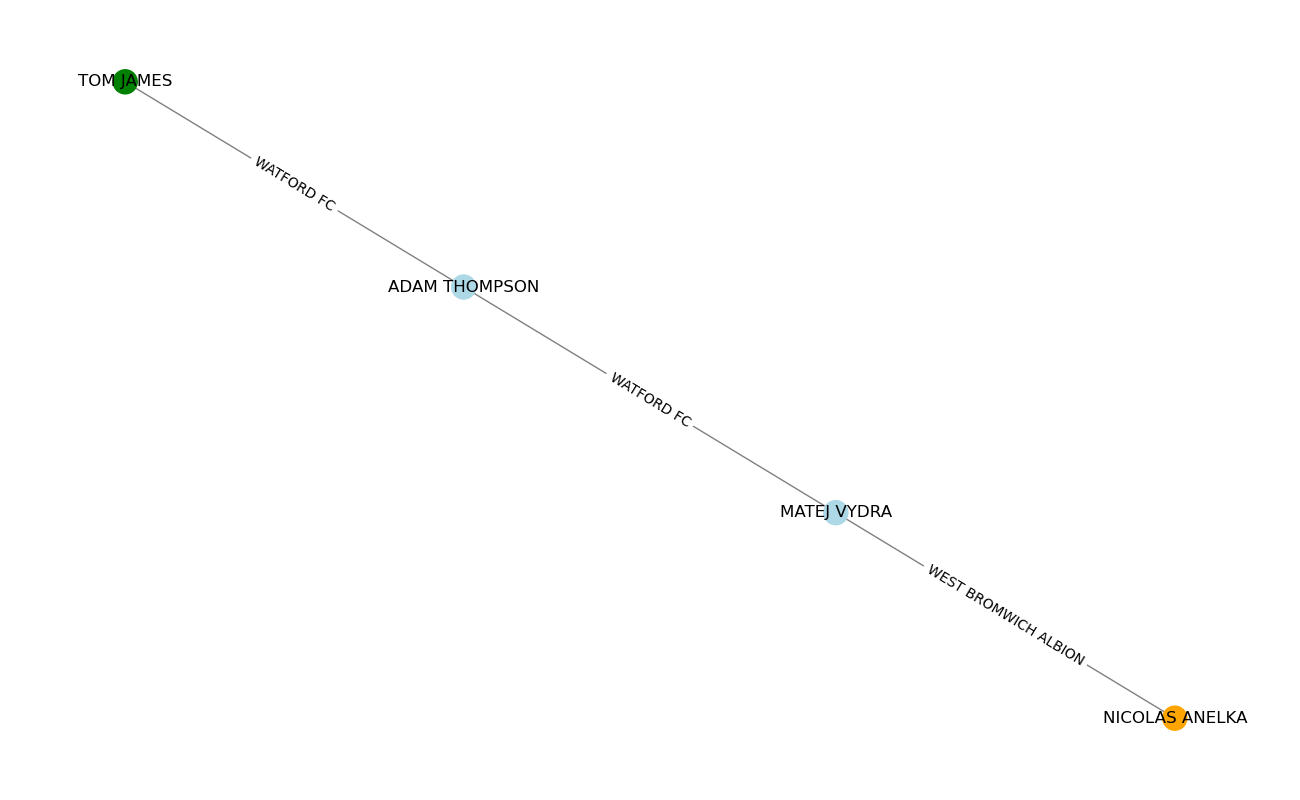 TOM JAMES
WATFORD FC
ADAM THOMPSON
WATFORD FC
MATEJ VYDRA
WEST BROMWICH ALBION
NICOLAS ANELKA